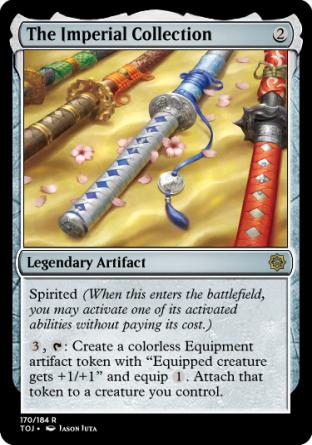 The Imperial Collection 2
Legendary Artifact
Spirited (When this enters the battlefield,
you may activate one of its activated
abilities without paying its cost.)
3, T: Create a colorless Equipment
artifact token with “Equipped creature
gets +1/+1” and equip 1. Attach that
token to a creature you control.
170/184 R
TOJ • Jason Juta